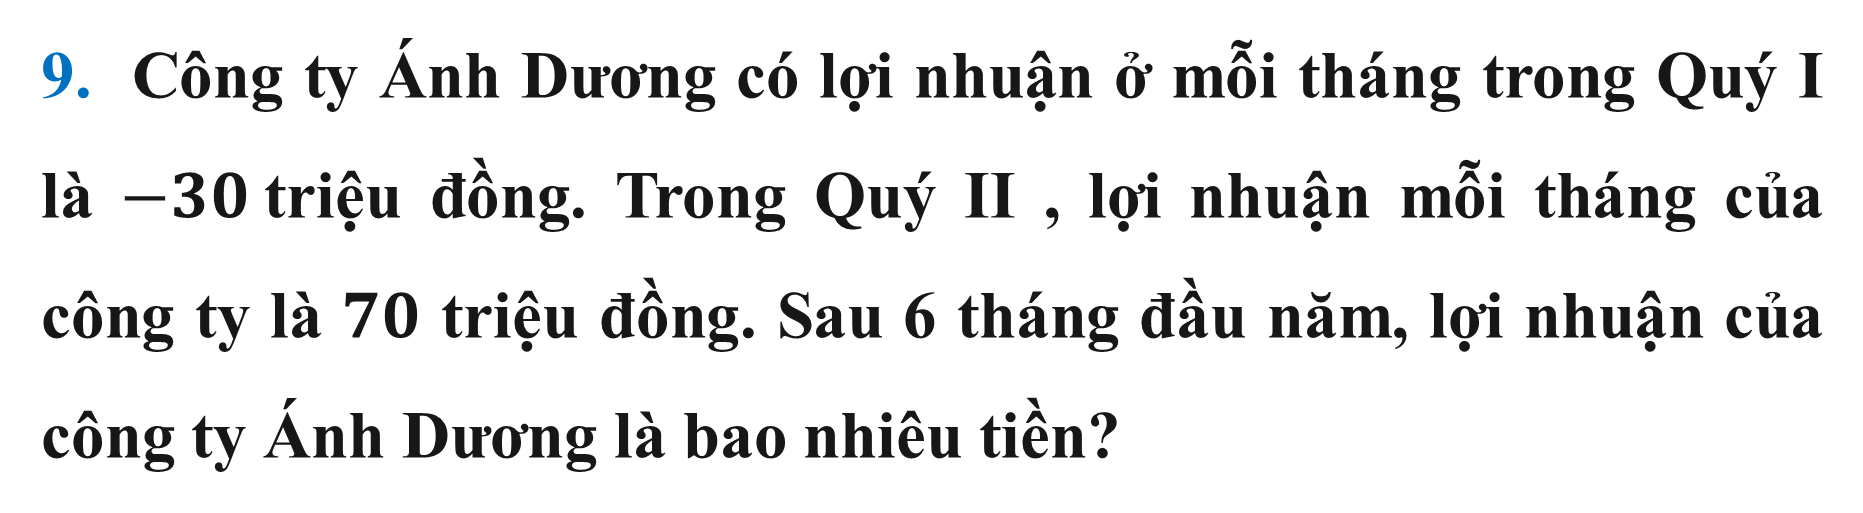 9. Công ty Ánh Dương có lợi nhuận ở mỗi tháng trong Quý I
là −30 triệu đồng. Trong Quý II , lợi nhuận mỗi tháng của
công ty là 70 triệu đồng. Sau 6 tháng đầu năm, lợi nhuận của
công ty Ánh Dương là bao nhiêu tiền?